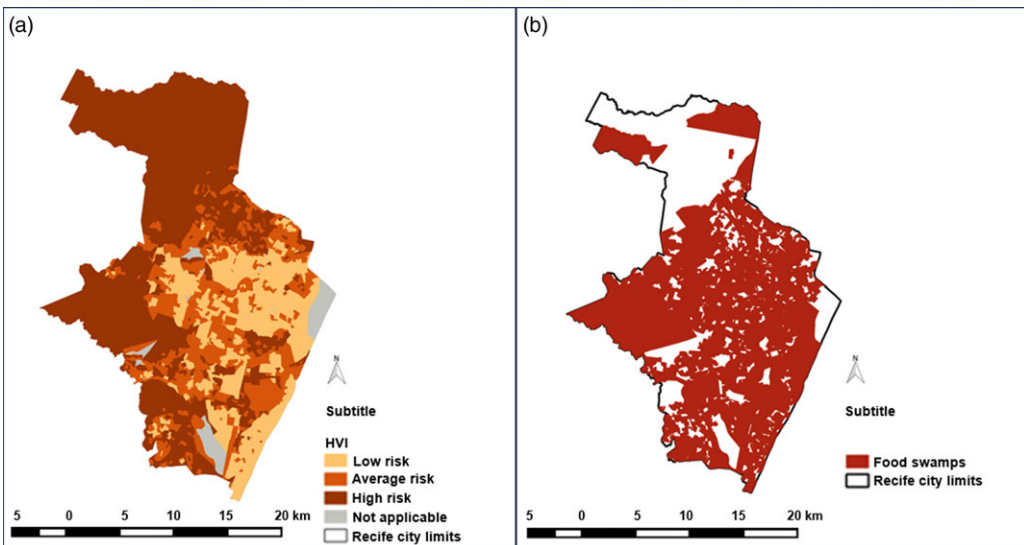 (a)
N
Subtitle
HVI
Low risk
Average risk
High risk
Not applicable
Recife city limits
5 0 5 10 15 20 km
(b)
N
Subtitle
Food swamps
Recife city limits
5 0 5 10 15 20 km